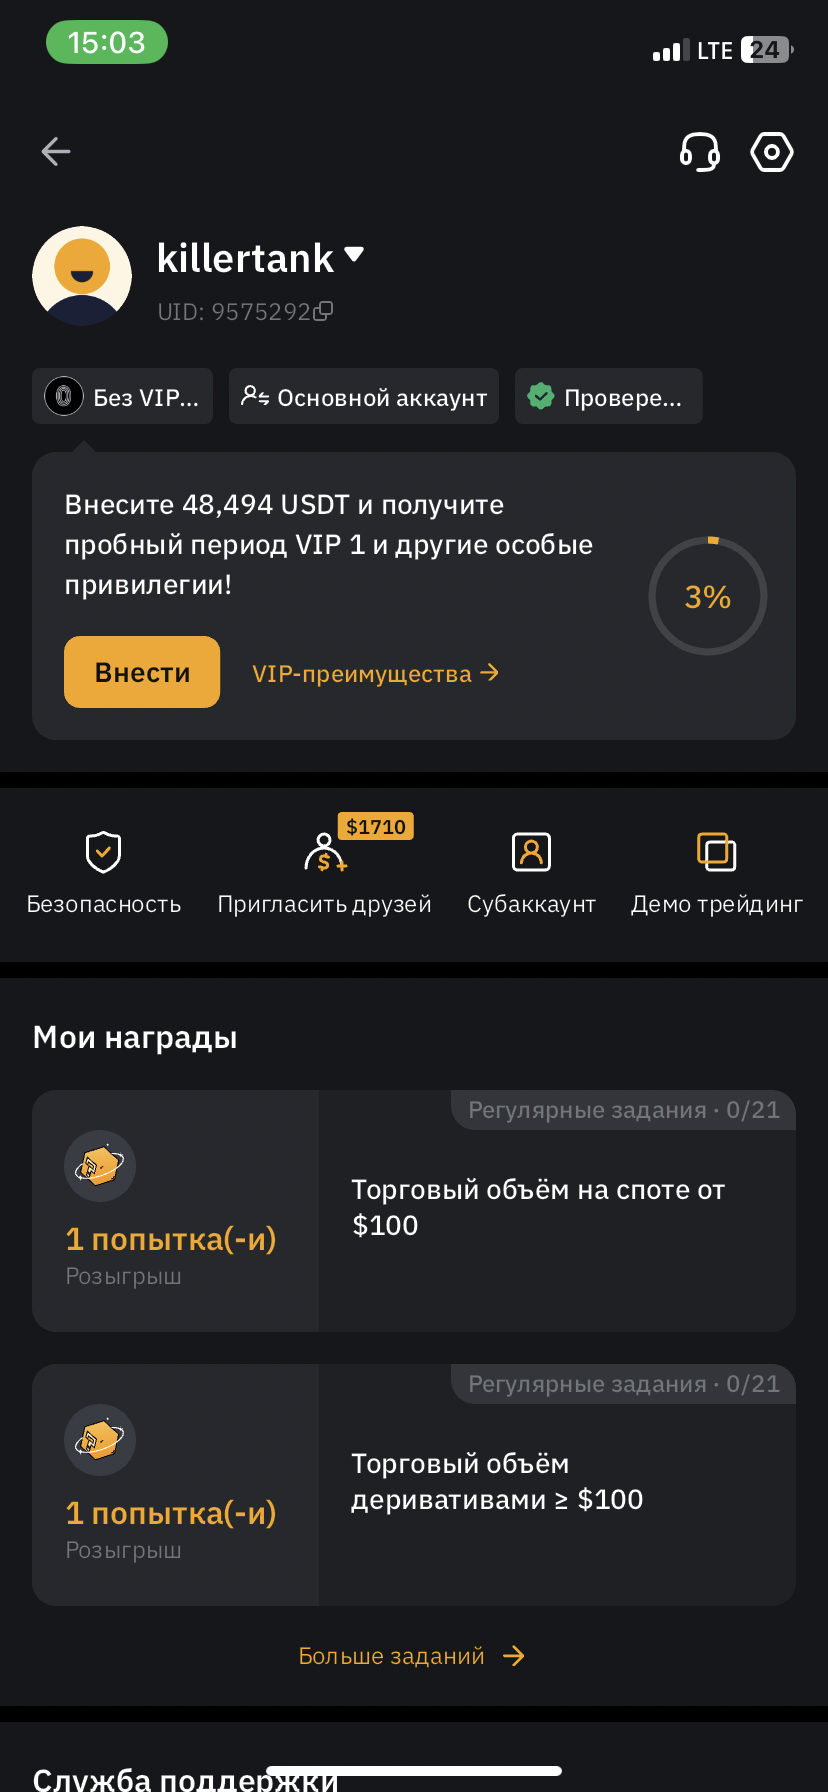 15:03
LTE 24
killertank
UID: 9575292
Без VIP...
Основной аккаунт
Провере...
Внесите 48,494 USDT и получите
пробный период VIP 1 и другие особые
привилегии!
3%
Внести
VIP-преимущества
$1710
Безопасность
Пригласить друзей
Субаккаунт
Демо трейдинг
Мои награды
Регулярные задания · 0/21
Торговый объём на споте от
$100
1 попытка(-и)
Розыгрыш
Регулярные задания · 0/21
Торговый объём
деривативами ≥ $100
1 попытка(-и)
Розыгрыш
Больше заданий
Служба поддержки